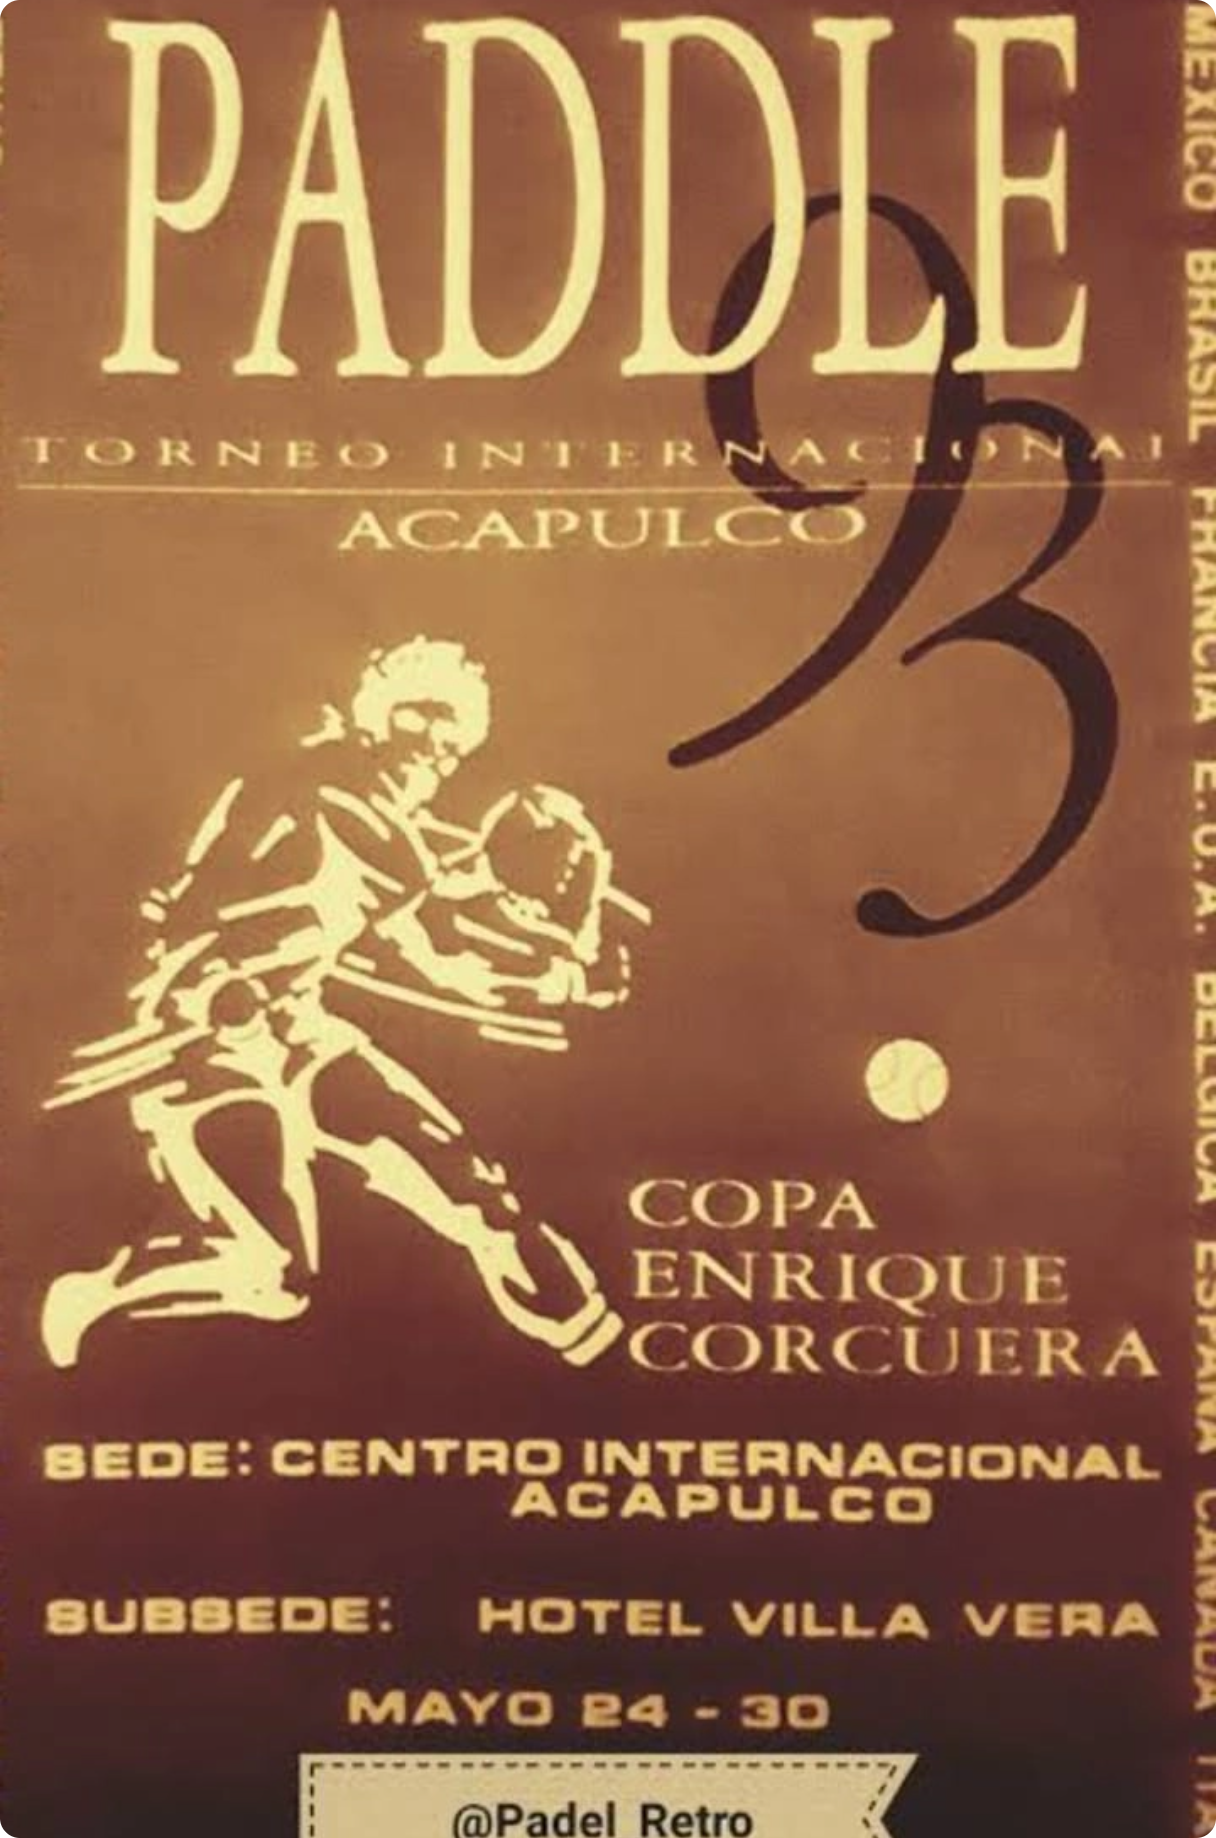 PADDLE
93
TORNEO INTERNACIONAL
ACAPULCO
COPA
ENRIQUE
CORCUERA
SEDE: CENTRO INTERNACIONAL
ACAPULCO
SUBSEDE: HOTEL VILLA VERA
MAYO 24 - 30
@Padel_Retro
MEXICO BRASIL FRANCIA E.U.A. BELGICA ESPAÑA CANADA